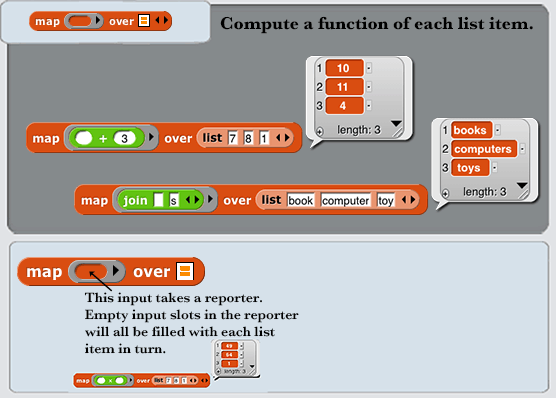 map over
Compute a function of each list item.
1 10
2 11
3 4
length: 3
map + 3 over list 7 8 1
1 books
2 computers
3 toys
length: 3
map join s over list book computer toy
map over
This input takes a reporter.
Empty input slots in the reporter
will all be filled with each list
item in turn.
1 49
2 64
3 1
length: 3
map × over list 7 8 1